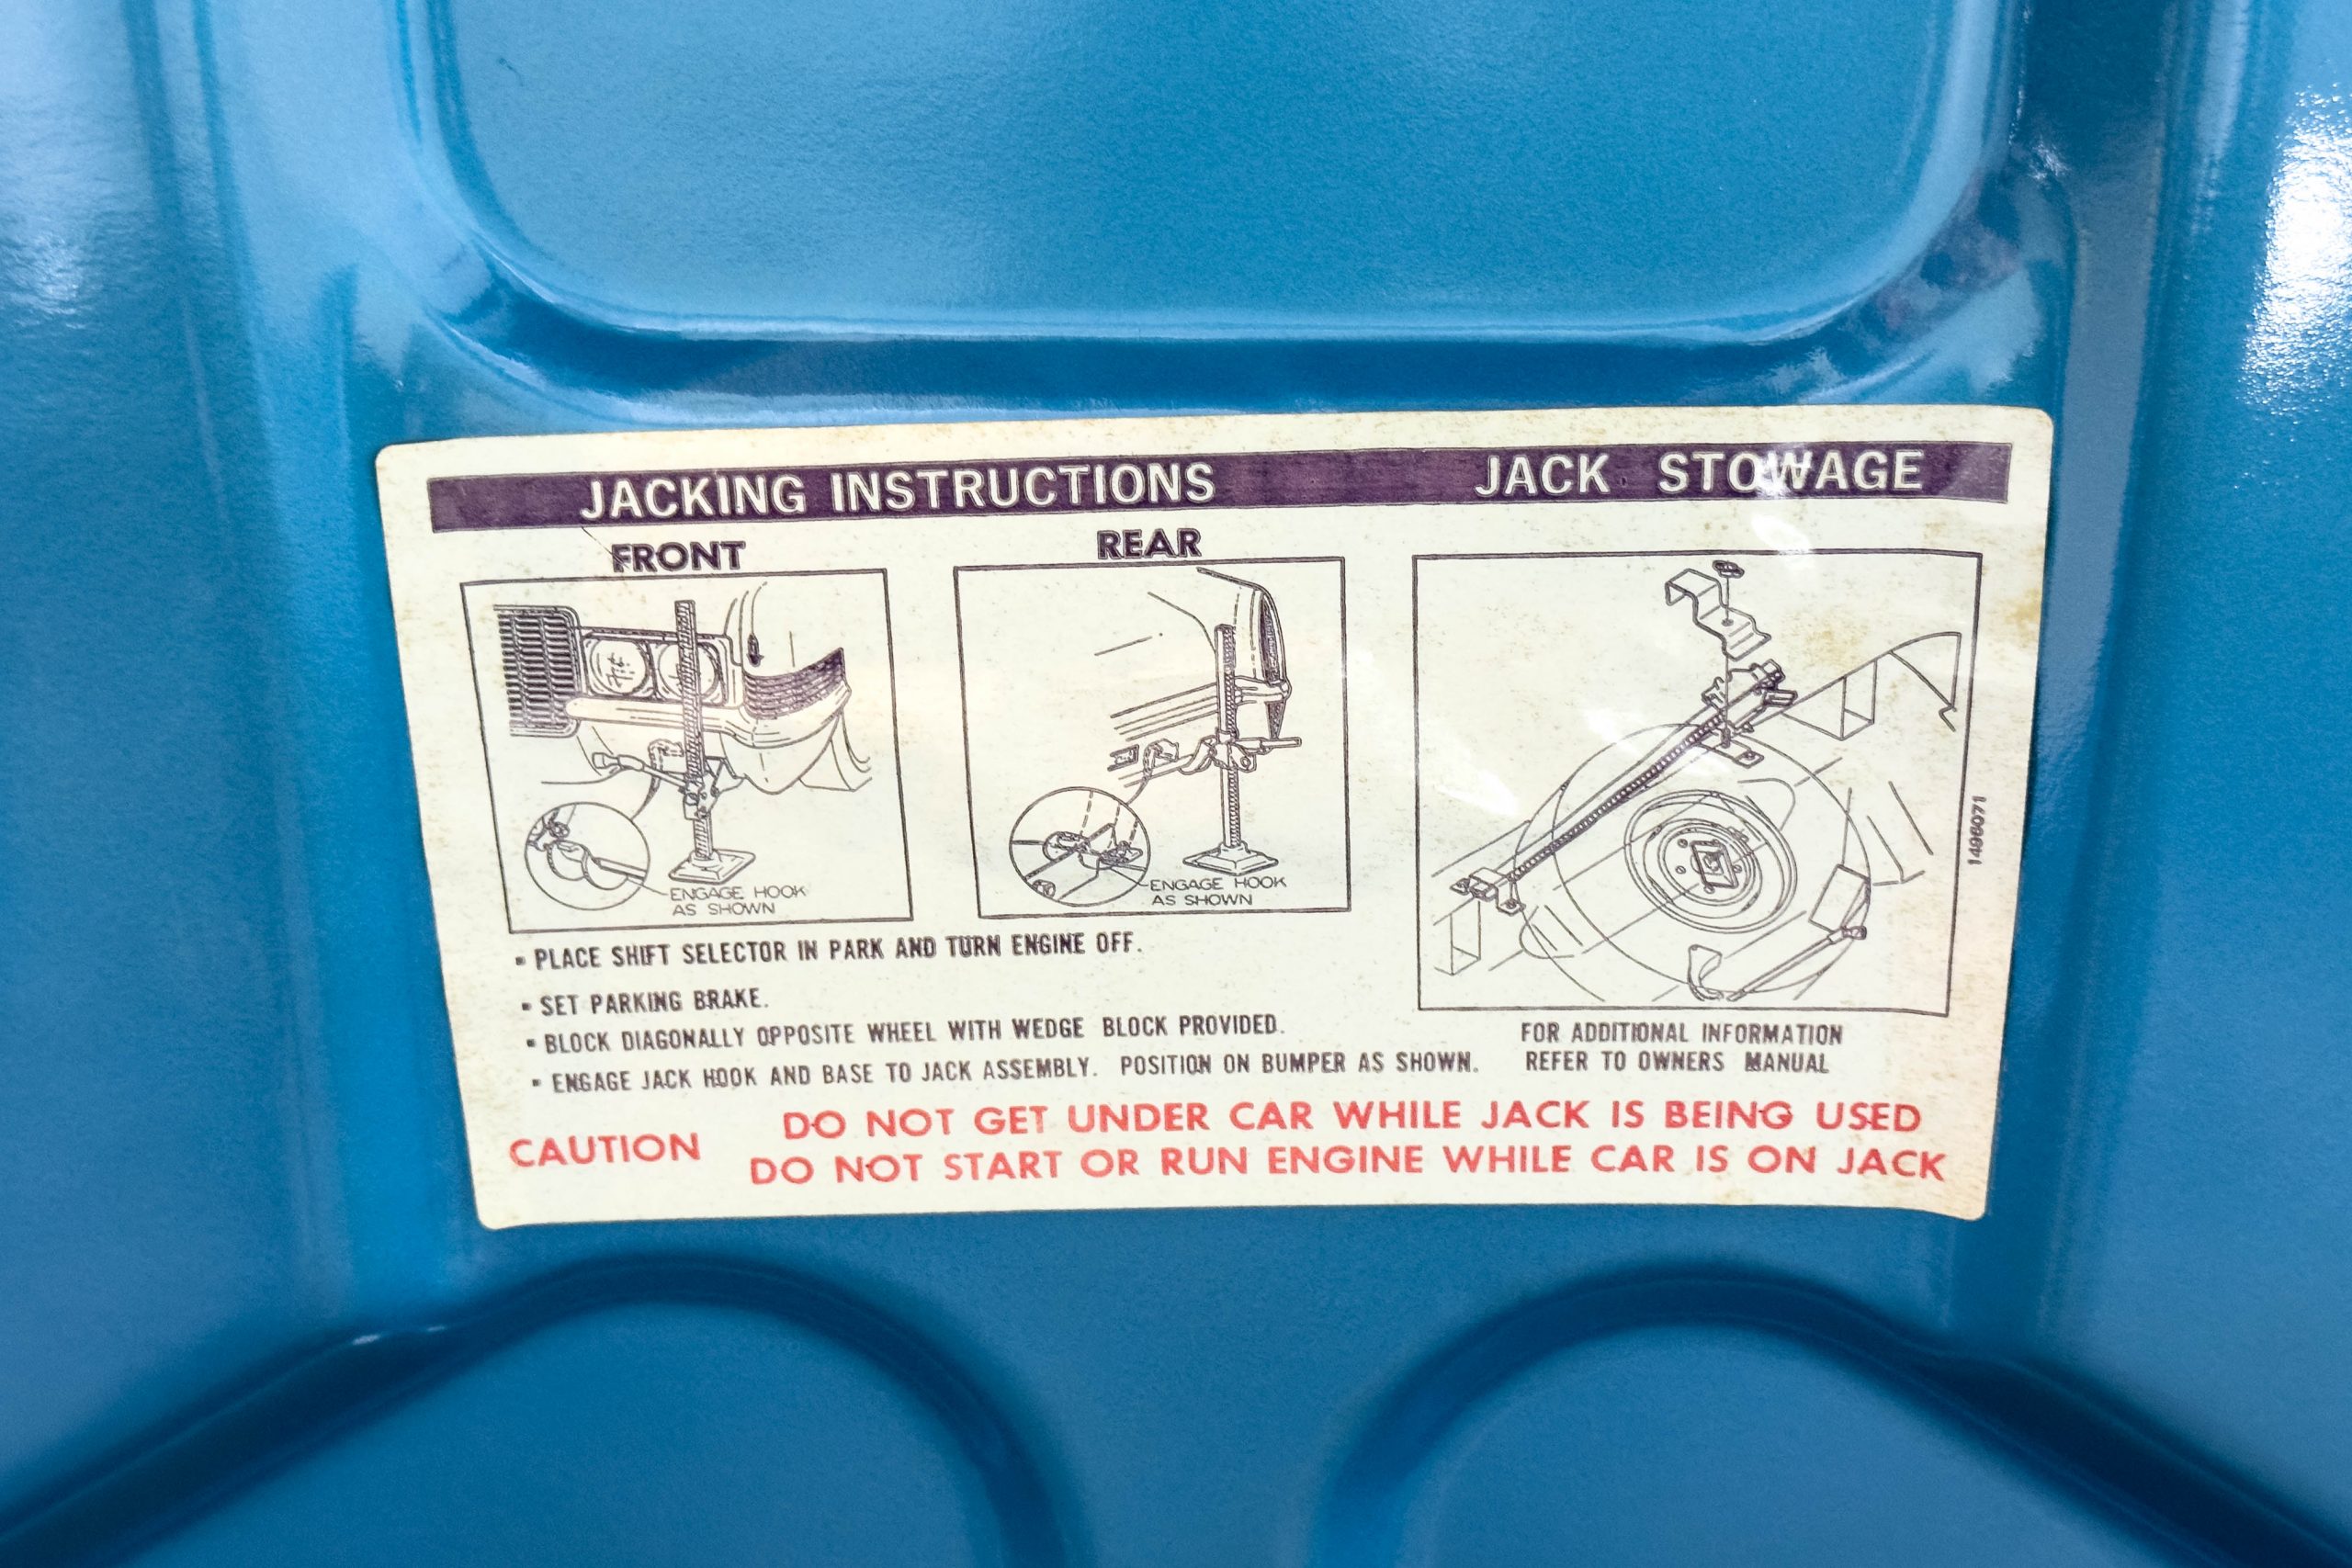 JACKING INSTRUCTIONS JACK STOWAGE
FRONT
REAR
ENGAGE HOOK
AS SHOWN
ENGAGE HOOK
AS SHOWN
1496071
▪ PLACE SHIFT SELECTOR IN PARK AND TURN ENGINE OFF.
▪ SET PARKING BRAKE.
▪ BLOCK DIAGONALLY OPPOSITE WHEEL WITH WEDGE BLOCK PROVIDED.
▪ ENGAGE JACK HOOK AND BASE TO JACK ASSEMBLY. POSITION ON BUMPER AS SHOWN.
FOR ADDITIONAL INFORMATION
REFER TO OWNERS MANUAL
CAUTION
DO NOT GET UNDER CAR WHILE JACK IS BEING USED
DO NOT START OR RUN ENGINE WHILE CAR IS ON JACK